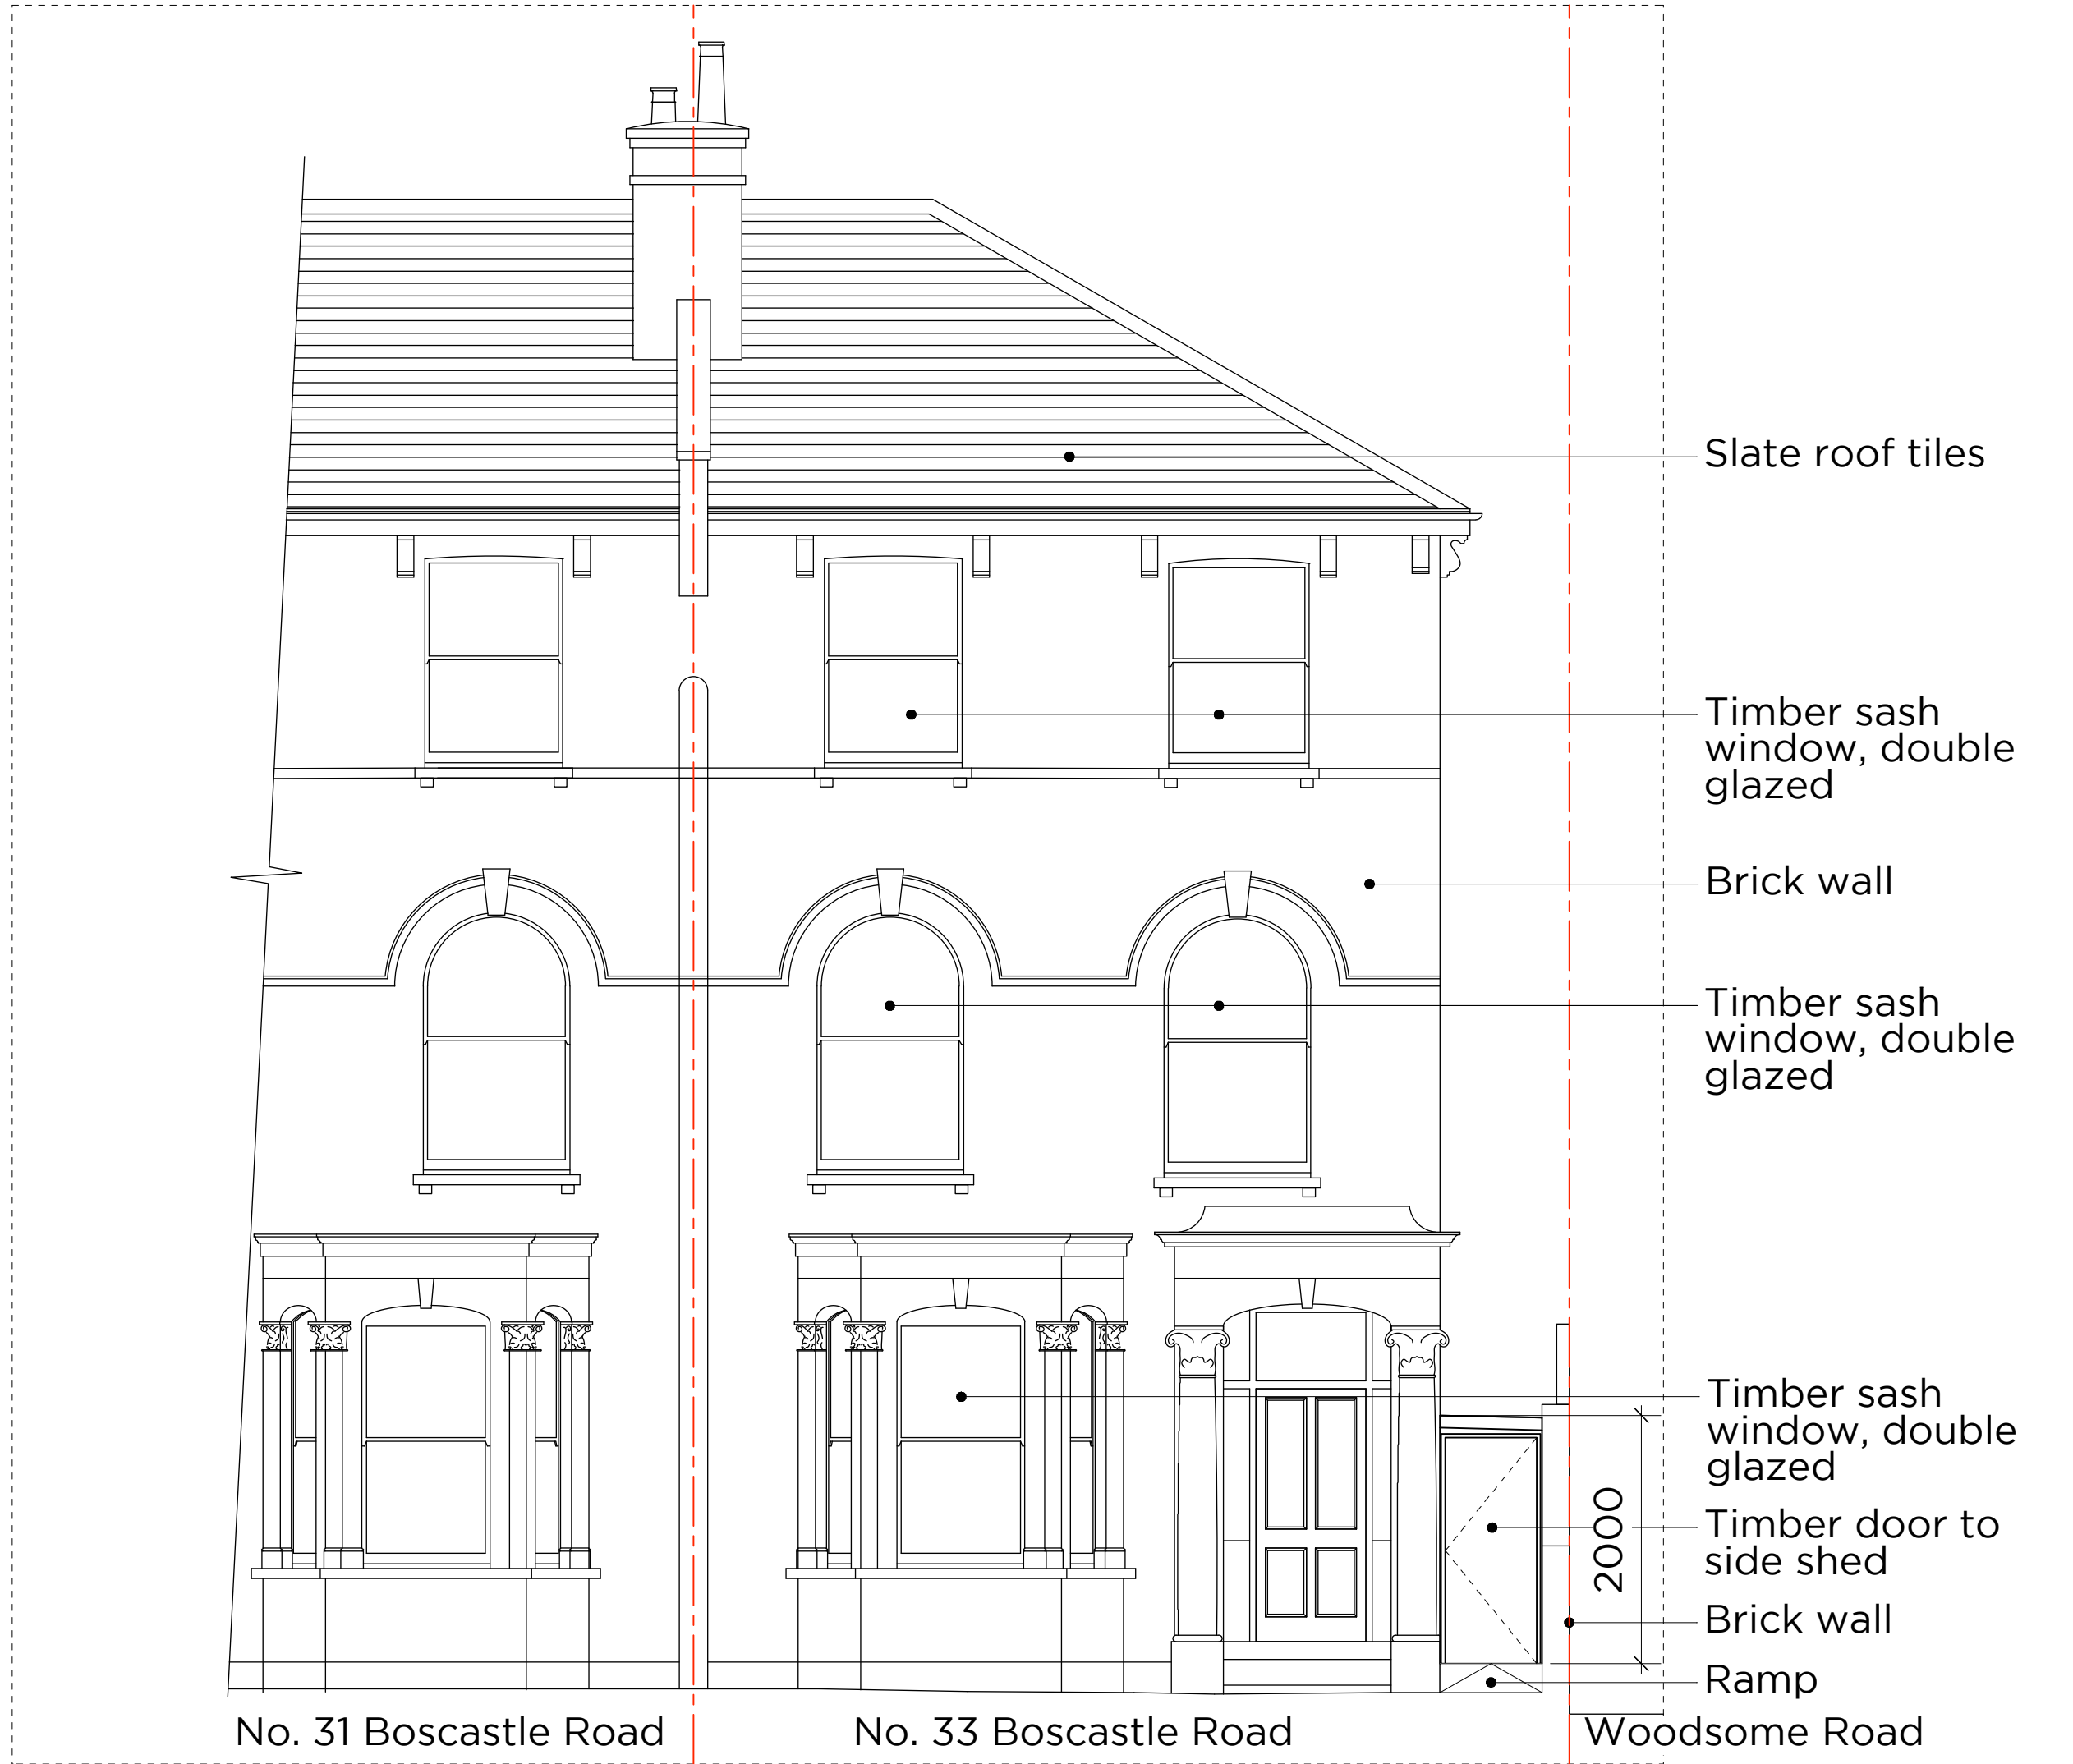 Slate roof tiles
Timber sash
window, double
glazed
Brick wall
Timber sash
window, double
glazed
Timber sash
window, double
glazed
2000
Timber door to
side shed
Brick wall
Ramp
No. 31 Boscastle Road
No. 33 Boscastle Road
Woodsome Road